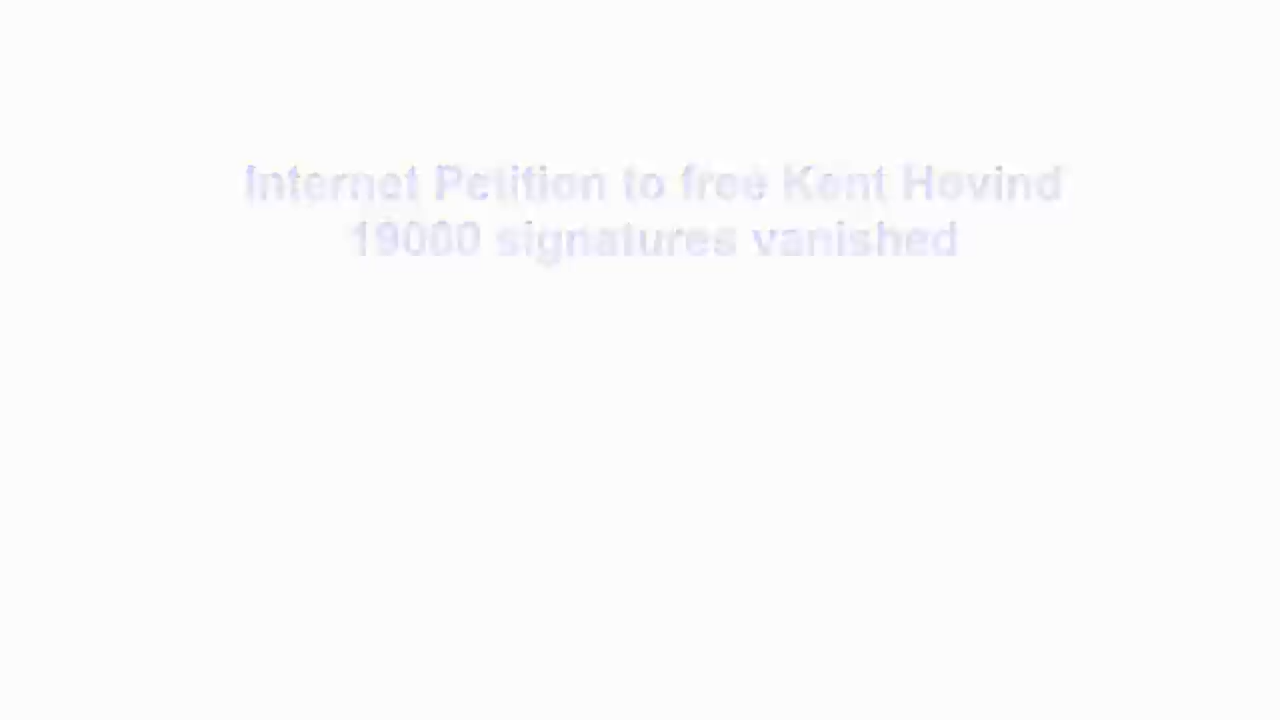 Internet Petition to free Kent Hovind
19000 signatures vanished